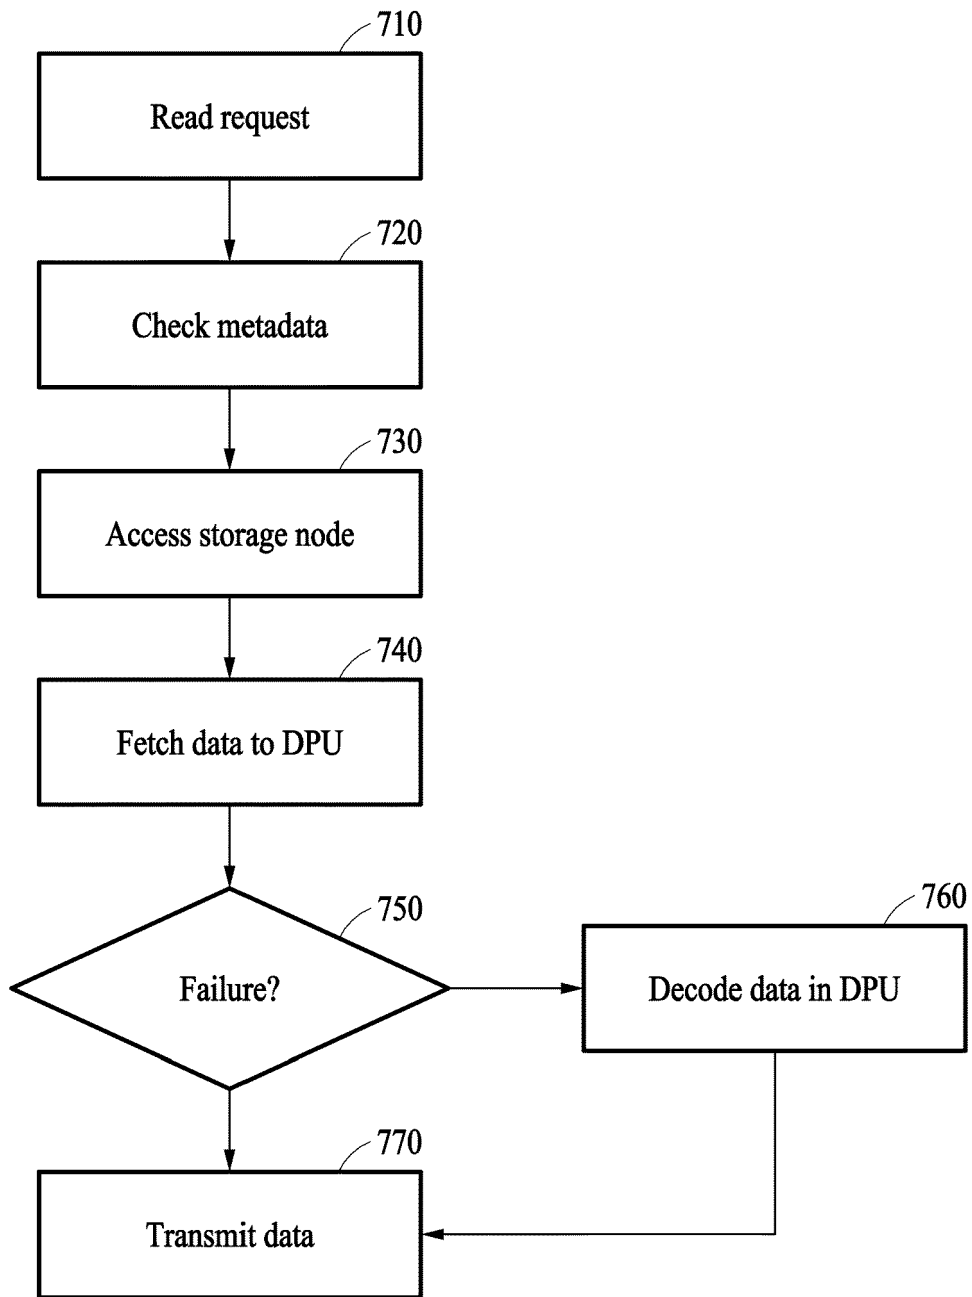 710
Read request
720
Check metadata
730
Access storage node
740
Fetch data to DPU
750
Failure?
760
Decode data in DPU
770
Transmit data